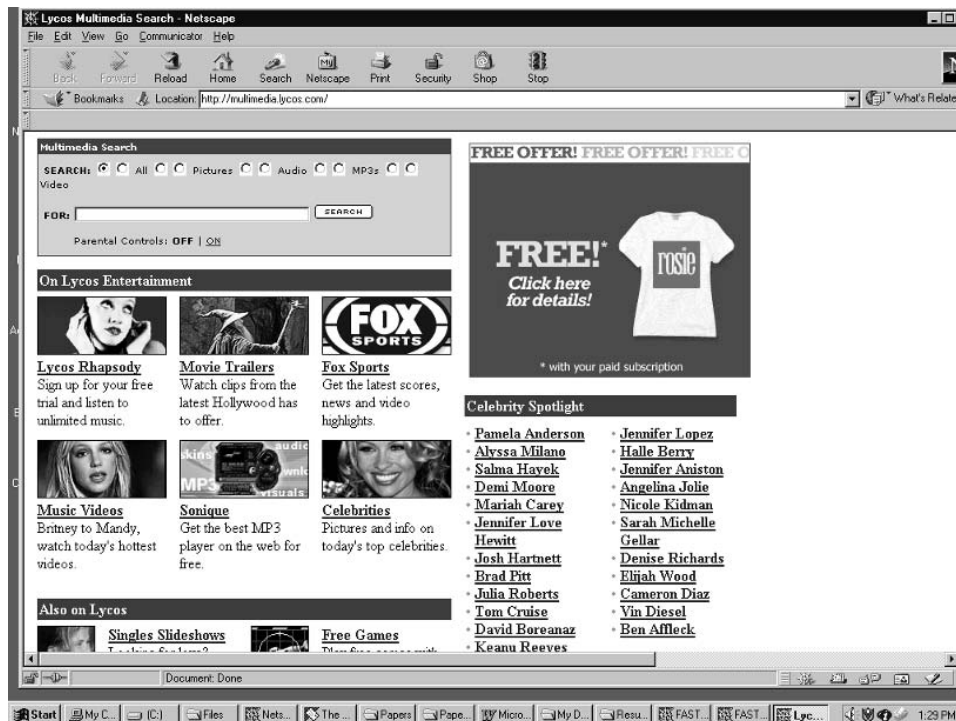 Lycos Multimedia Search - Netscape
File Edit View Go Communicator Help
Back Forward Reload Home Search Netscape Print Security Shop Stop
Bookmarks Location: http://multimedia.lycos.com/ What's Relate
Multimedia Search
SEARCH: All Pictures Audio MP3s
Video
FOR: SEARCH
Parental Controls: OFF | ON
FREE OFFER! FREE OFFER! FREE O
FREE!*
Click here
for details!
rosie
* with your paid subscription
On Lycos Entertainment
FOX
SPORTS
Lycos Rhapsody
Sign up for your free
trial and listen to
unlimited music.
Movie Trailers
Watch clips from the
latest Hollywood has
to offer.
Fox Sports
Get the latest scores,
news and video
highlights.
skins audio
MP3 visuals
Music Videos
Britney to Mandy,
watch today's hottest
videos.
Sonique
Get the best MP3
player on the web for
free.
Celebrities
Pictures and info on
today's top celebrities.
Celebrity Spotlight
Pamela Anderson
Alyssa Milano
Salma Hayek
Demi Moore
Mariah Carey
Jennifer Love
Hewitt
Josh Hartnett
Brad Pitt
Julia Roberts
Tom Cruise
David Boreanaz
Keanu Reeves
Jennifer Lopez
Halle Berry
Jennifer Aniston
Angelina Jolie
Nicole Kidman
Sarah Michelle
Gellar
Denise Richards
Elijah Wood
Cameron Diaz
Vin Diesel
Ben Affleck
Also on Lycos
Singles Slideshows
Free Games
Document: Done
Start My C... (C:) Files Nets... The ... Papers Pape... Micro... My D... Resu... FAST... FAST... Lyc... 1:29 PM